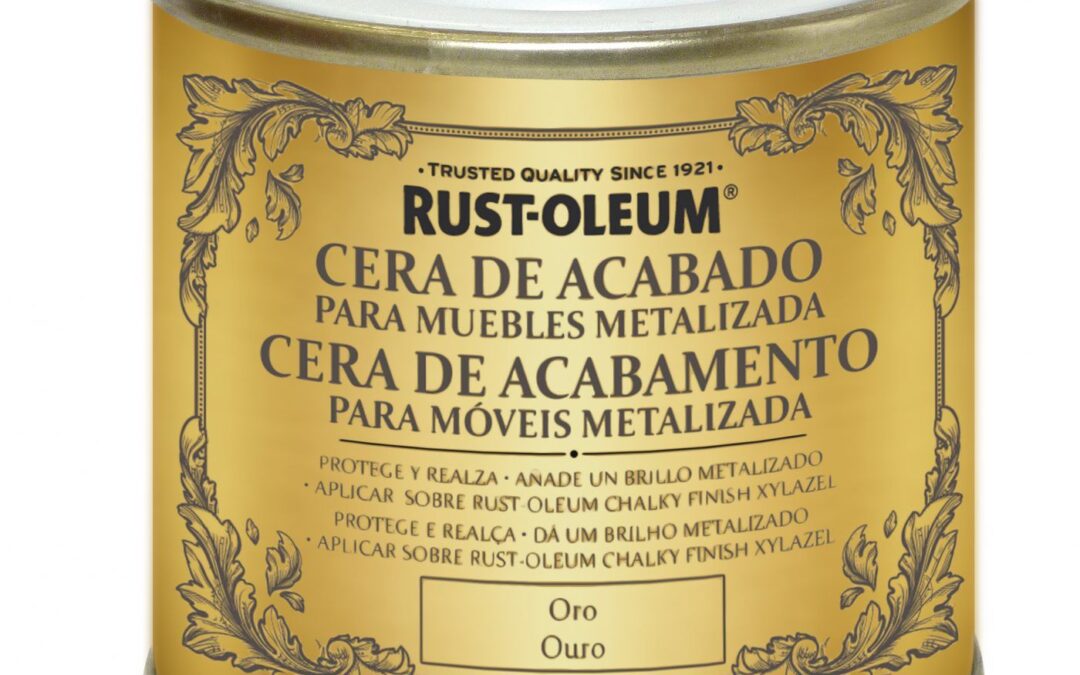 • TRUSTED QUALITY SINCE 1921 •
RUST-OLEUM®
CERA DE ACABADO
PARA MUEBLES METALIZADA
CERA DE ACABAMENTO
PARA MÓVEIS METALIZADA
PROTEGE Y REALZA • AÑADE UN BRILLO METALIZADO
• APLICAR SOBRE RUST-OLEUM CHALKY FINISH XYLAZEL
PROTEGE E REALÇA • DÁ UM BRILHO METALIZADO
• APLICAR SOBRE RUST-OLEUM CHALKY FINISH XYLAZEL
Oro
Ouro